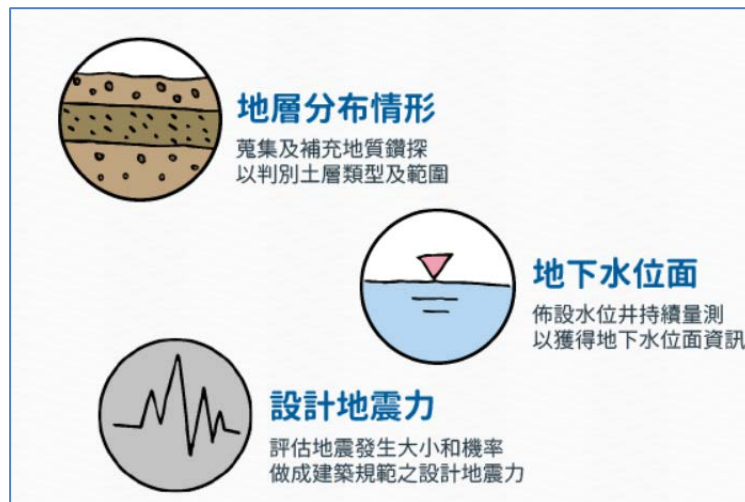 地層分布情形
蒐集及補充地質鑽探
以判別土層類型及範圍
地下水位面
佈設水位井持續量測
以獲得地下水位面資訊
設計地震力
評估地震發生大小和機率
做成建築規範之設計地震力